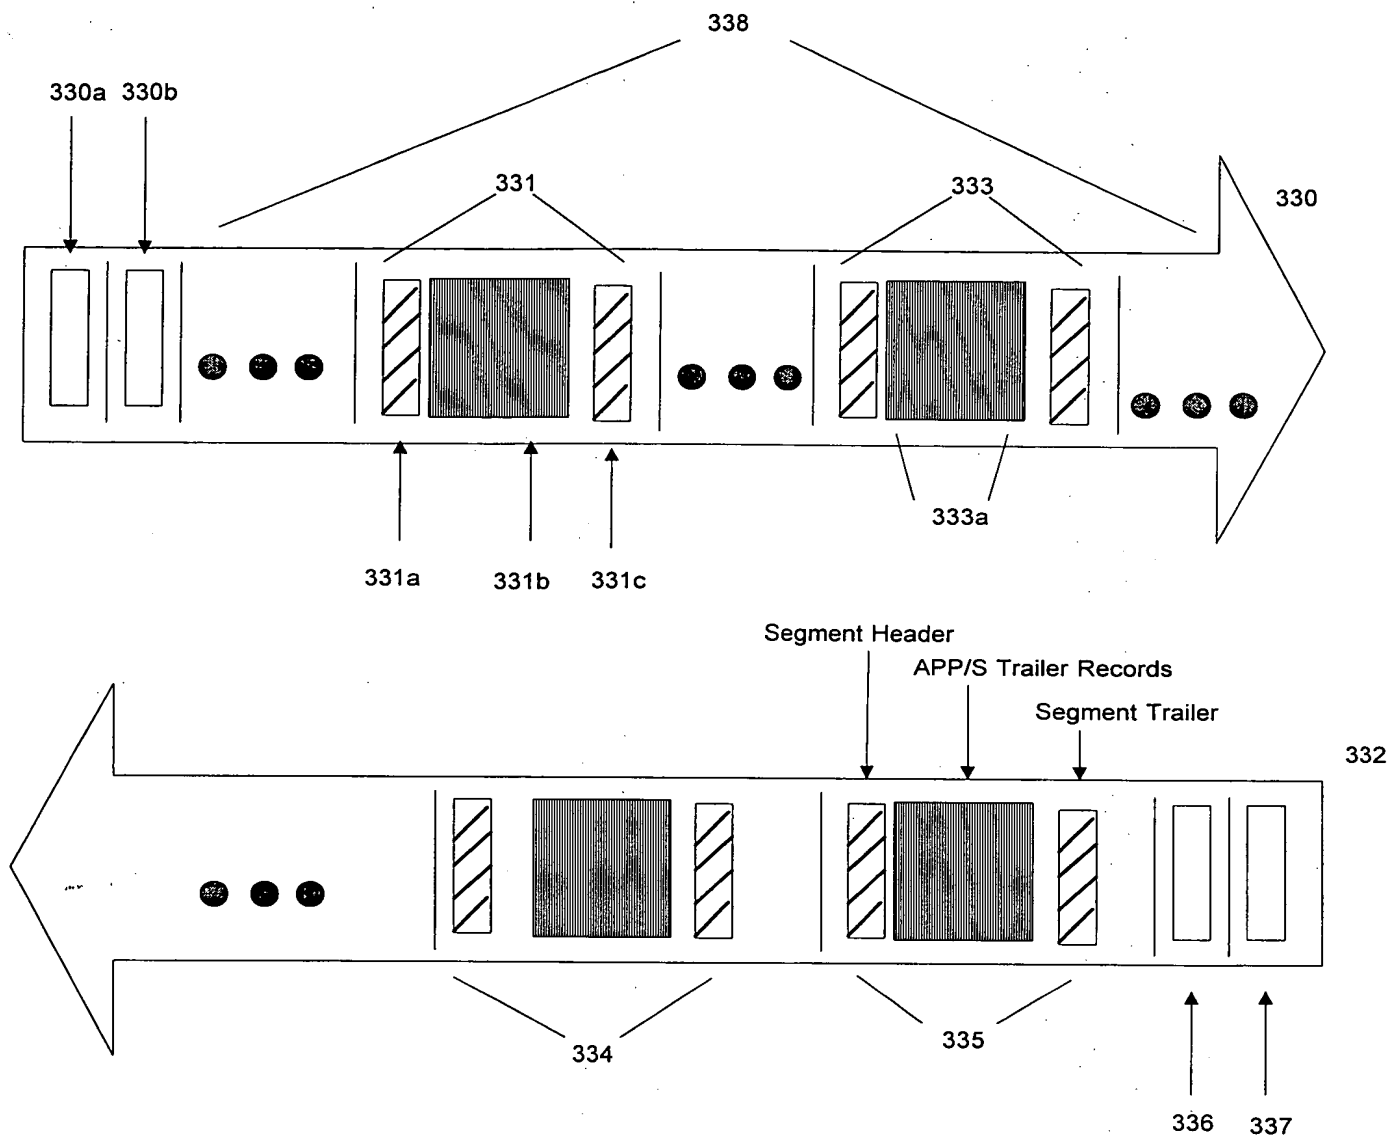 338
330a 330b
331
333
330
333a
331a
331b
331c
Segment Header
APP/S Trailer Records
Segment Trailer
332
334
335
336
337